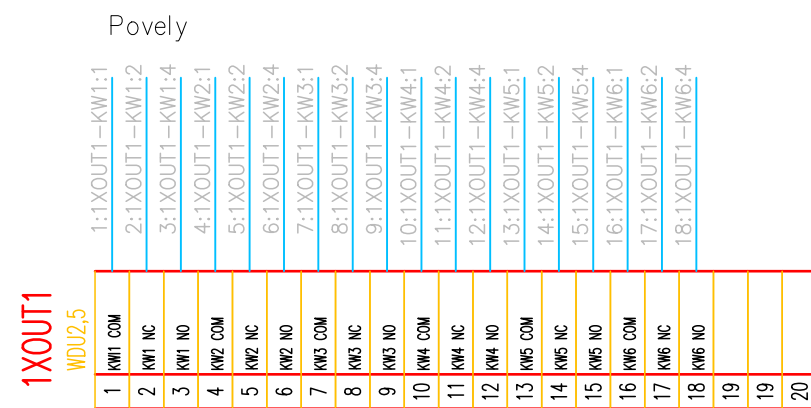 Povely
1:1XOUT1-KW1:1
2:1XOUT1-KW1:2
3:1XOUT1-KW1:4
4:1XOUT1-KW2:1
5:1XOUT1-KW2:2
6:1XOUT1-KW2:4
7:1XOUT1-KW3:1
8:1XOUT1-KW3:2
9:1XOUT1-KW3:4
10:1XOUT1-KW4:1
11:1XOUT1-KW4:2
12:1XOUT1-KW4:4
13:1XOUT1-KW5:1
14:1XOUT1-KW5:2
15:1XOUT1-KW5:4
16:1XOUT1-KW6:1
17:1XOUT1-KW6:2
18:1XOUT1-KW6:4
1XOUT1
WDU2,5
KW1 COM
KW1 NC
KW1 NO
KW2 COM
KW2 NC
KW2 NO
KW3 COM
KW3 NC
KW3 NO
KW4 COM
KW4 NC
KW4 NO
KW5 COM
KW5 NC
KW5 NO
KW6 COM
KW6 NC
KW6 NO
1
2
3
4
5
6
7
8
9
10
11
12
13
14
15
16
17
18
19
19
20